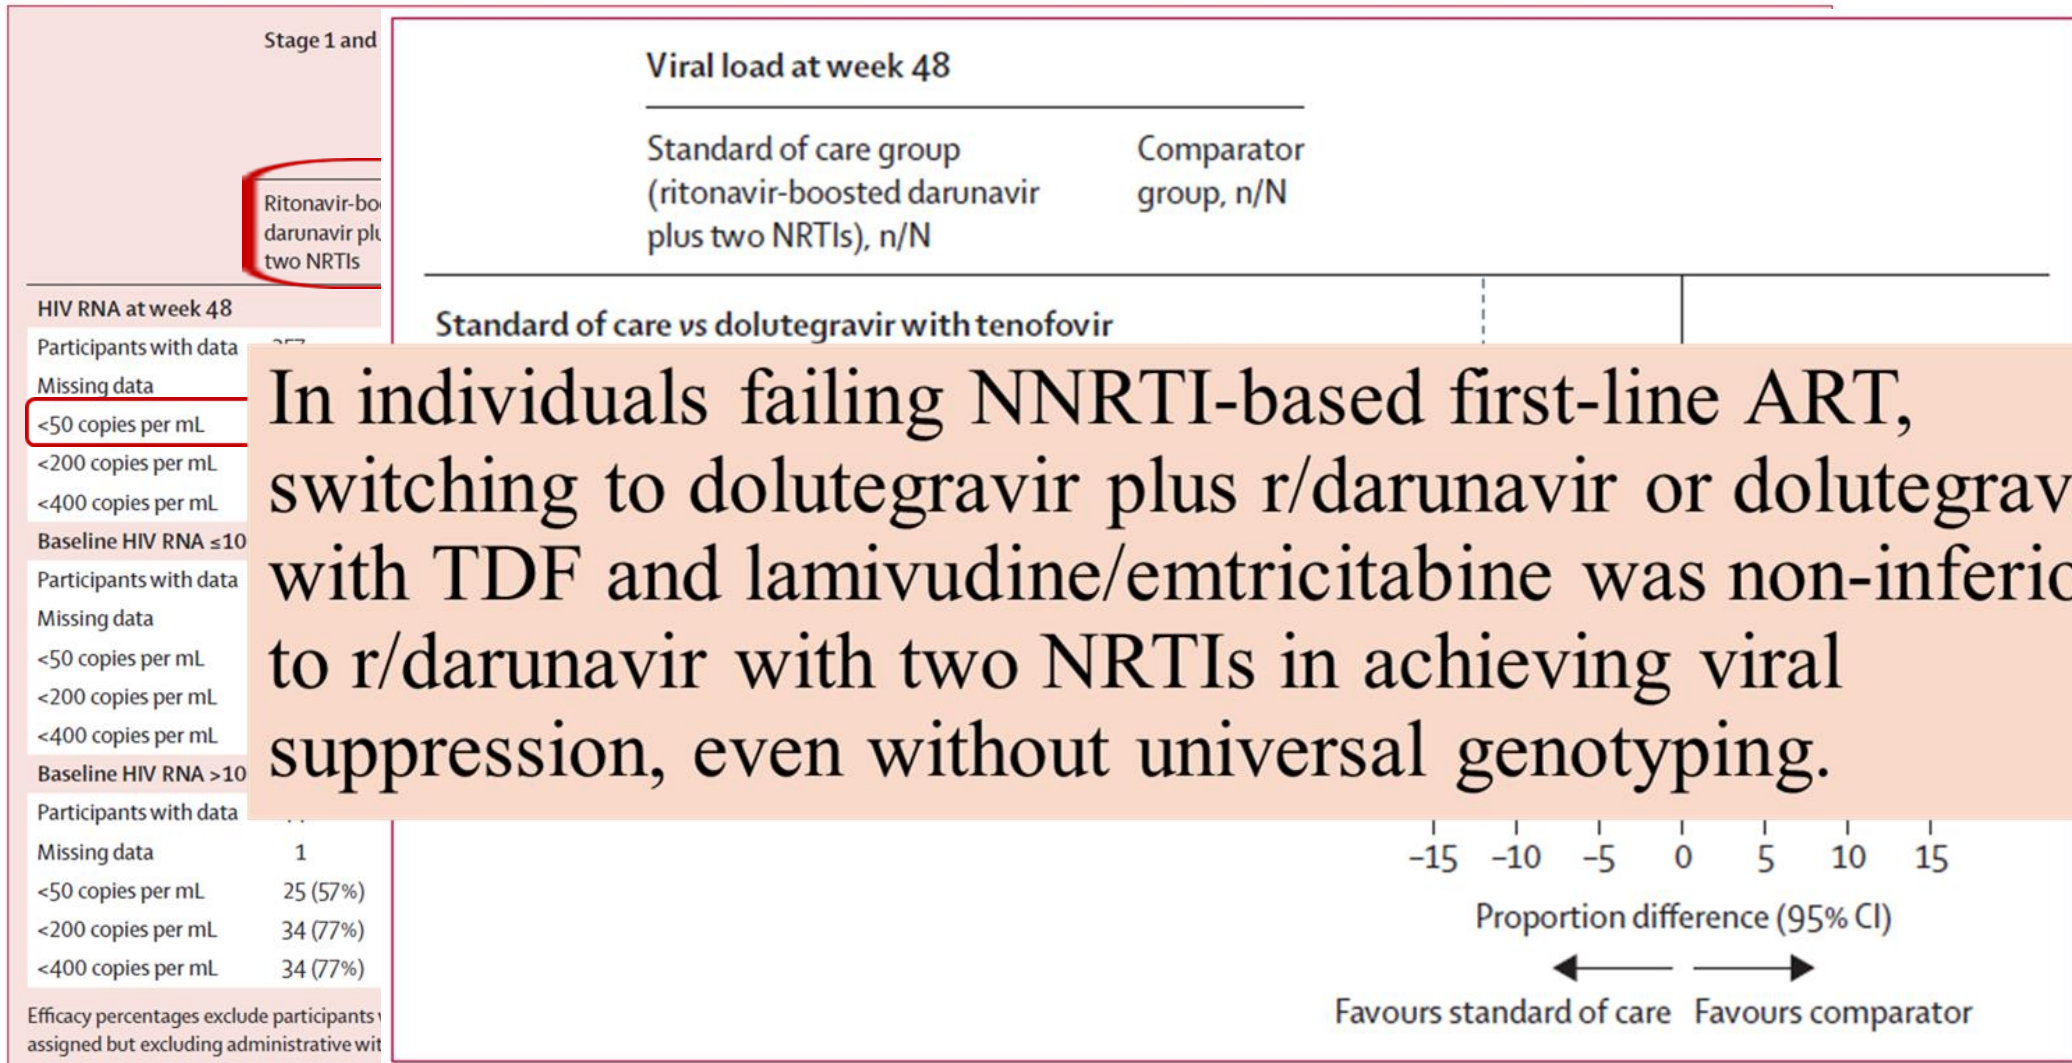 Stage 1 and
Ritonavir-bo
darunavir plu
two NRTIs
HIV RNA at week 48
Participants with data
Missing data
<50 copies per mL
<200 copies per mL
<400 copies per mL
Baseline HIV RNA ≤10
Participants with data
Missing data
<50 copies per mL
<200 copies per mL
<400 copies per mL
Baseline HIV RNA >10
Participants with data
Missing data 1
<50 copies per mL 25 (57%)
<200 copies per mL 34 (77%)
<400 copies per mL 34 (77%)
Efficacy percentages exclude participants
assigned but excluding administrative wit
Viral load at week 48
Standard of care group
(ritonavir-boosted darunavir
plus two NRTIs), n/N
Comparator
group, n/N
Standard of care vs dolutegravir with tenofovir
In individuals failing NNRTI-based first-line ART,
switching to dolutegravir plus r/darunavir or dolutegrav
with TDF and lamivudine/emtricitabine was non-inferio
to r/darunavir with two NRTIs in achieving viral
suppression, even without universal genotyping.
−15 −10 −5 0 5 10 15
Proportion difference (95% CI)
Favours standard of care Favours comparator